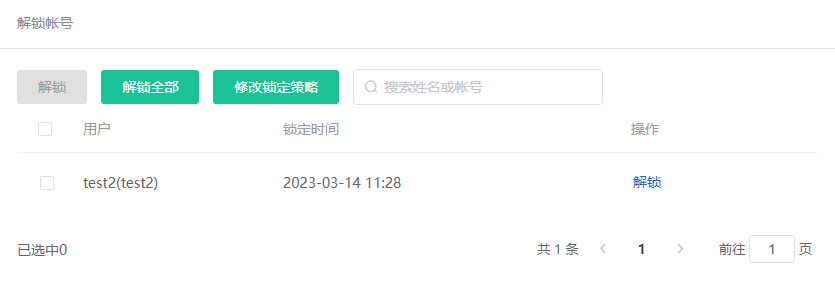 解锁帐号
解锁 解锁全部 修改锁定策略 搜索姓名或帐号
用户 锁定时间 操作
test2(test2) 2023-03-14 11:28 解锁
已选中0 共 1 条 1 前往 1 页